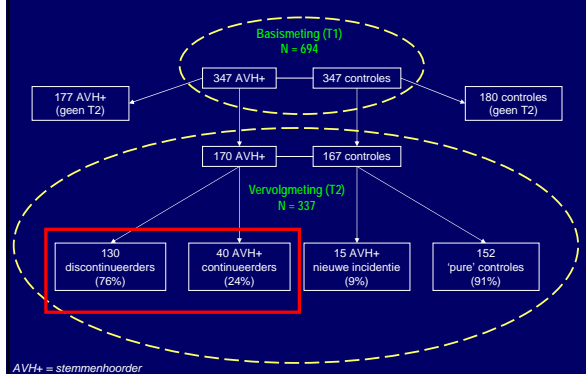 Basismeting (T1)
N = 694
347 AVH+
347 controles
177 AVH+
(geen T2)
180 controles
(geen T2)
170 AVH+
167 controles
Vervolgmeting (T2)
N = 337
130
discontinueerders
(76%)
40 AVH+
continueerders
(24%)
15 AVH+
nieuwe incidentie
(9%)
152
'pure' controles
(91%)
AVH+ = stemmenhoorder